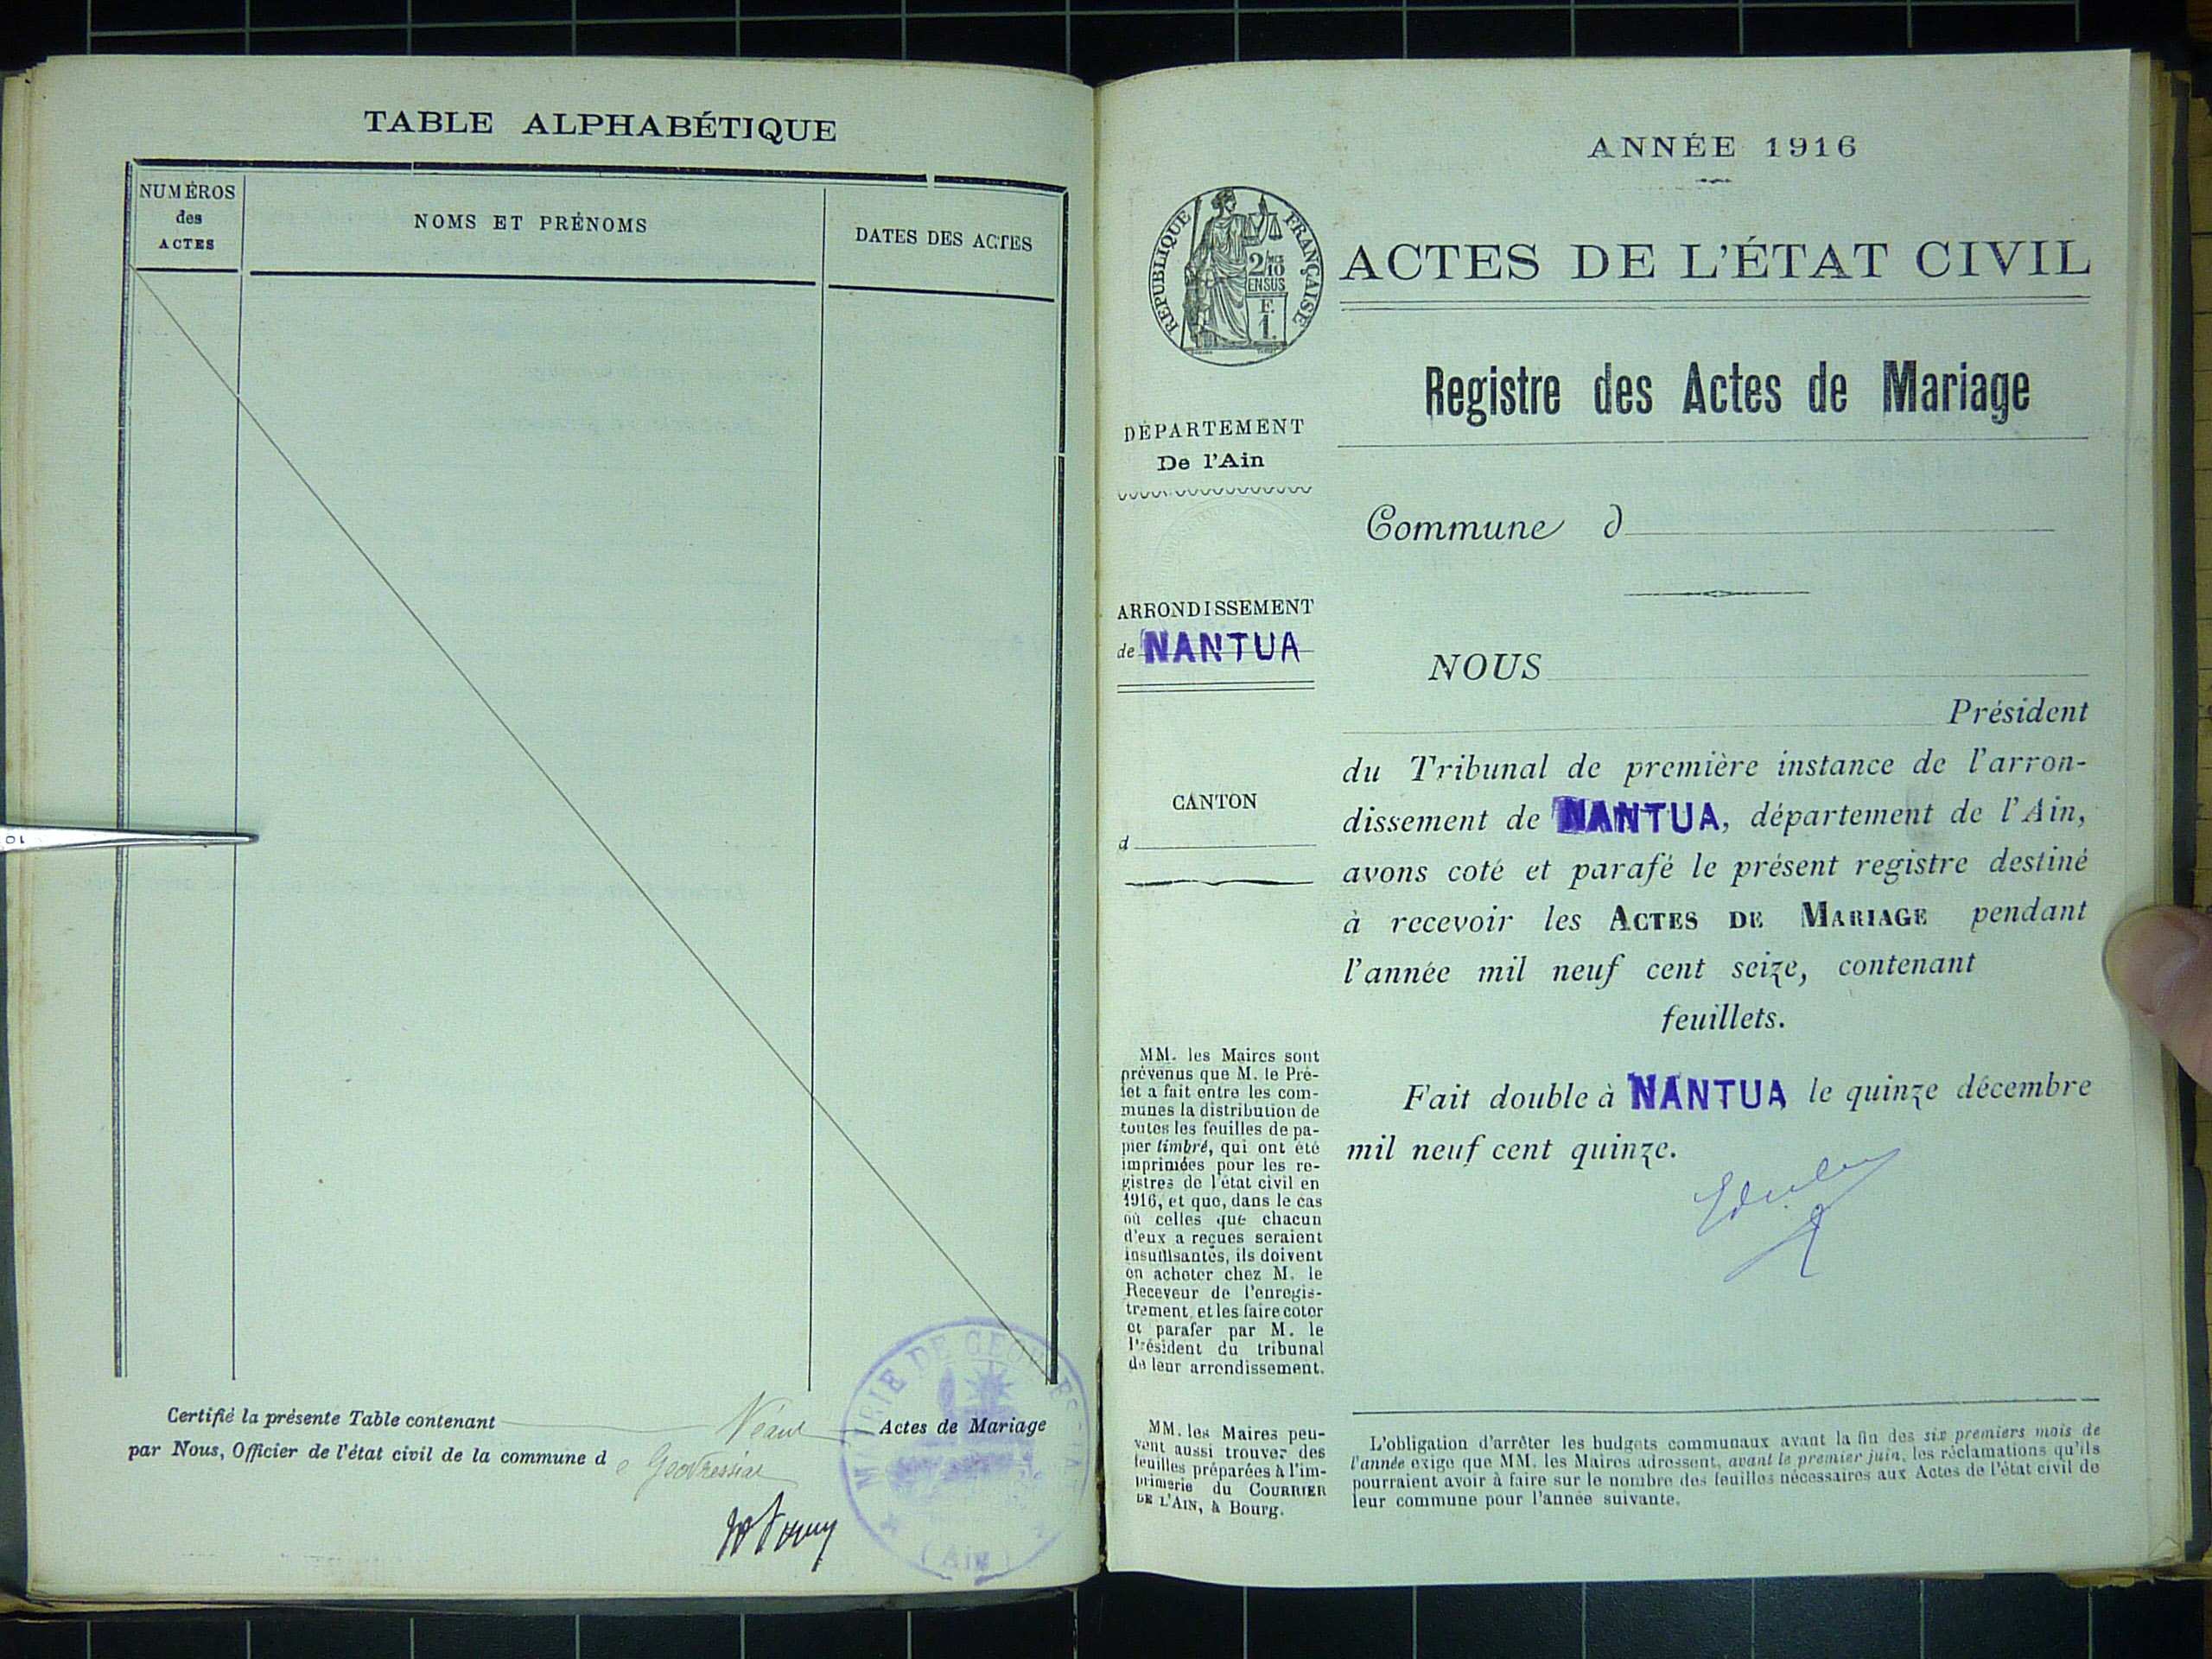 TABLE ALPHABÉTIQUE
NUMÉROS
des
ACTES
NOMS ET PRÉNOMS
DATES DES ACTES
Certifié la présente Table contenant Néant Actes de Mariage
par Nous, Officier de l'état civil de la commune de Géovressiat
MAIRIE DE GEOVRESSIAT
(Ain)
10
ANNÉE 1916
RÉPUBLIQUE FRANÇAISE
2/10
EN SUS
F.
1.
ACTES DE L'ÉTAT CIVIL
Registre des Actes de Mariage
DÉPARTEMENT
De l'Ain
Commune d
ARRONDISSEMENT
de NANTUA
NOUS
Président
du Tribunal de première instance de l'arron-
dissement de NANTUA, département de l'Ain,
avons coté et parafé le présent registre destiné
à recevoir les ACTES DE MARIAGE pendant
l'année mil neuf cent seize, contenant
feuillets.
CANTON
d
Fait double à NANTUA le quinze décembre
mil neuf cent quinze.
MM. les Maires sont
prévenus que M. le Pré-
fet a fait entre les com-
munes la distribution de
toutes les feuilles de pa-
pier timbré, qui ont été
imprimées pour les re-
gistres de l'état civil en
1916, et que, dans le cas
où celles que chacun
d'eux a reçues seraient
insuffisantes, ils doivent
en acheter chez M. le
Receveur de l'enregis-
trement, et les faire coter
et parafer par M. le
Président du tribunal
de leur arrondissement.
MM. les Maires peu-
vent aussi trouver des
feuilles préparées à l'im-
primerie du COURRIER
DE L'AIN, à Bourg.
L'obligation d'arrêter les budgets communaux avant la fin des six premiers mois de
l'année exige que MM. les Maires adressent, avant le premier juin, les réclamations qu'ils
pourraient avoir à faire sur le nombre des feuilles nécessaires aux Actes de l'état civil de
leur commune pour l'année suivante.